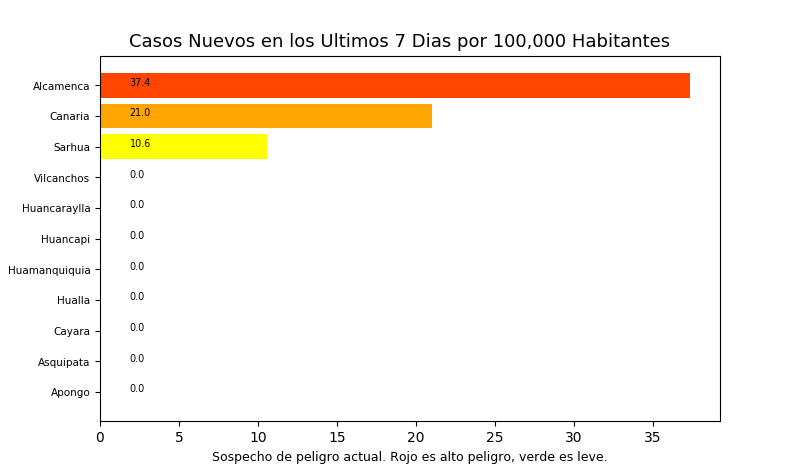 Casos Nuevos en los Ultimos 7 Dias por 100,000 Habitantes
Alcamenca 37.4
Canaria 21.0
Sarhua 10.6
Vilcanchos 0.0
Huancaraylla 0.0
Huancapi 0.0
Huamanquiquia 0.0
Hualla 0.0
Cayara 0.0
Asquipata 0.0
Apongo 0.0
0 5 10 15 20 25 30 35
Sospecho de peligro actual. Rojo es alto peligro, verde es leve.